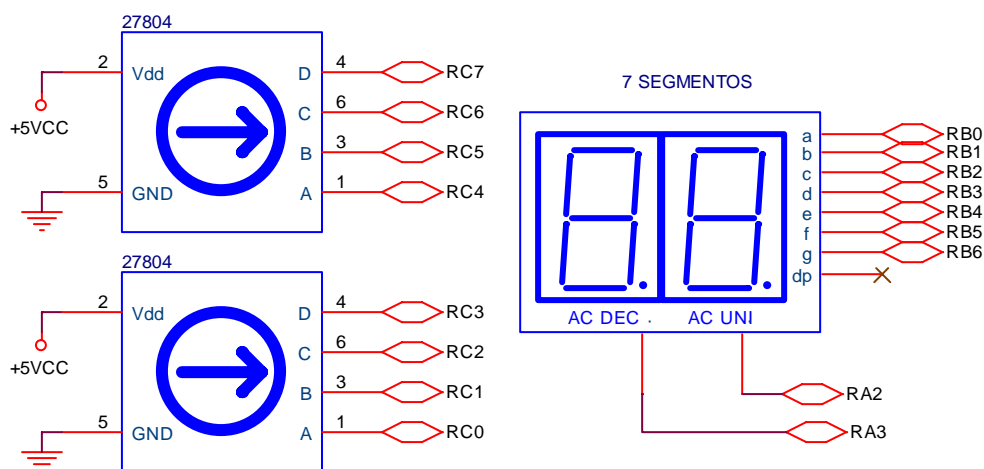 27804
2 Vdd D 4 RC7
C 6 RC6
+5VCC
B 3 RC5
5 GND A 1 RC4
27804
2 Vdd D 4 RC3
C 6 RC2
+5VCC
B 3 RC1
5 GND A 1 RC0
7 SEGMENTOS
a RB0
b RB1
c RB2
d RB3
e RB4
f RB5
g RB6
dp
AC DEC . AC UNI
RA2
RA3